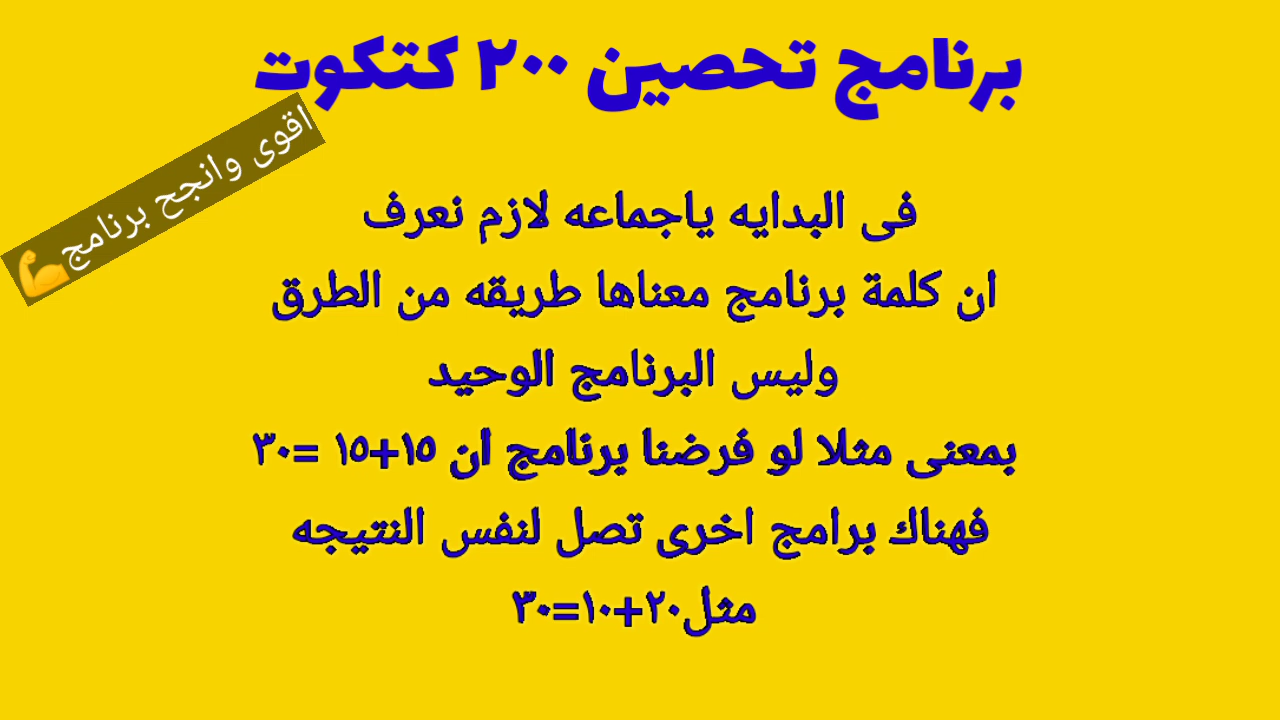 برنامج تحصين ٢٠٠ كتكوت
اقوى وانجح برنامج💪
فى البدايه ياجماعه لازم نعرف
ان كلمة برنامج معناها طريقه من الطرق
وليس البرنامج الوحيد
بمعنى مثلا لو فرضنا برنامج ان ١٥+١٥ =٣٠
فهناك برامج اخرى تصل لنفس النتيجه
مثل٢٠+١٠=٣٠